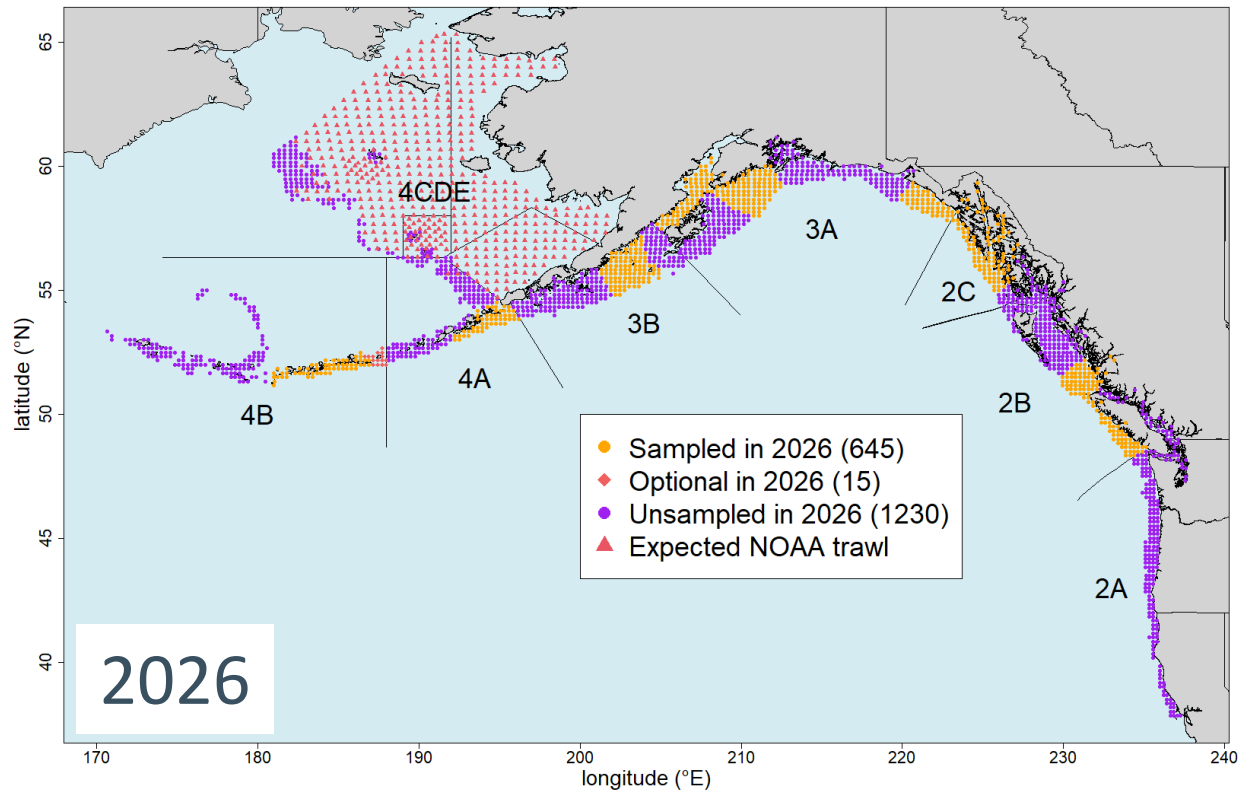 65
60
55
50
45
40
latitude (°N)
4CDE
3A
2C
3B
4A
4B
2B
2A
Sampled in 2026 (645)
Optional in 2026 (15)
Unsampled in 2026 (1230)
Expected NOAA trawl
2026
170
180
190
200
210
220
230
240
longitude (°E)